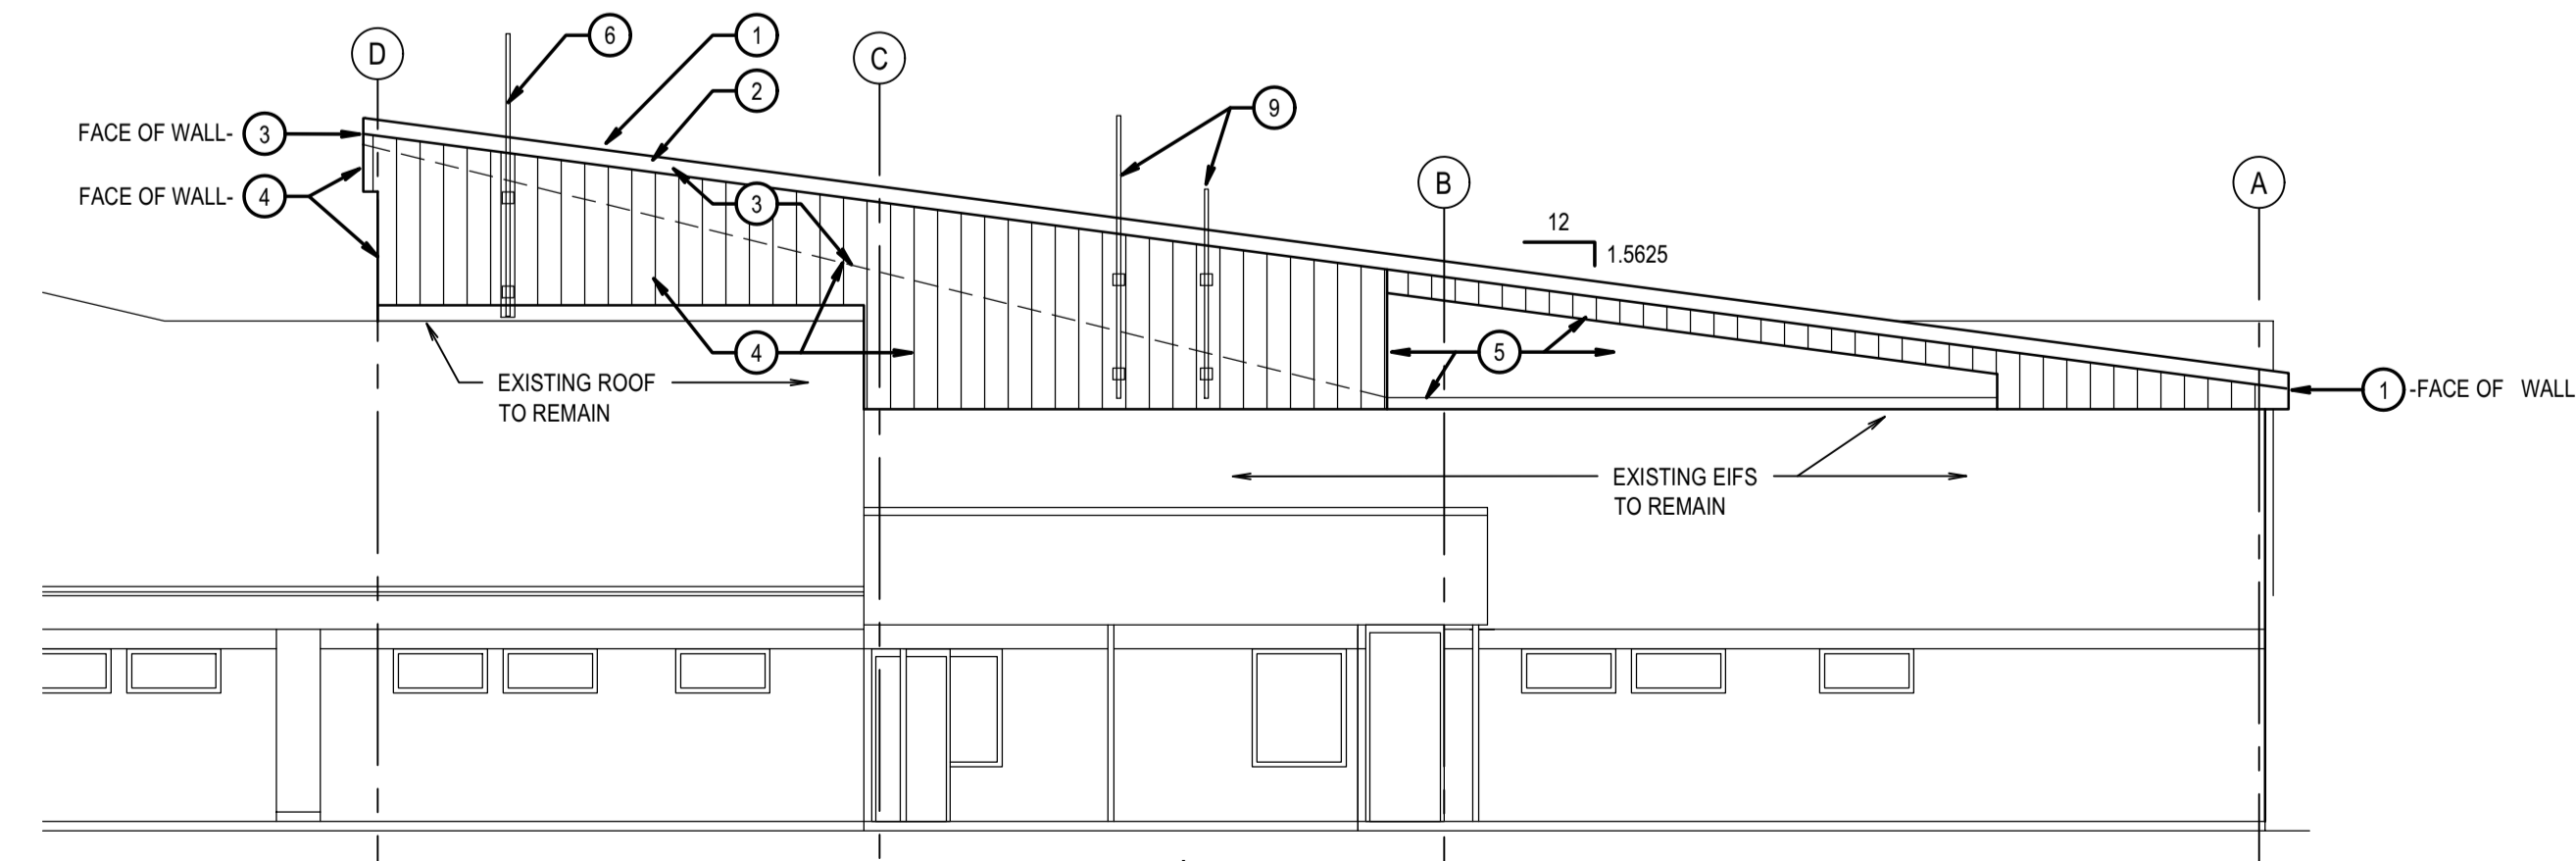 6
1
D
C
2
9
FACE OF WALL- 3
B
A
FACE OF WALL- 4
3
12
1.5625
4
5
EXISTING ROOF
TO REMAIN
1 -FACE OF WALL
EXISTING EIFS
TO REMAIN